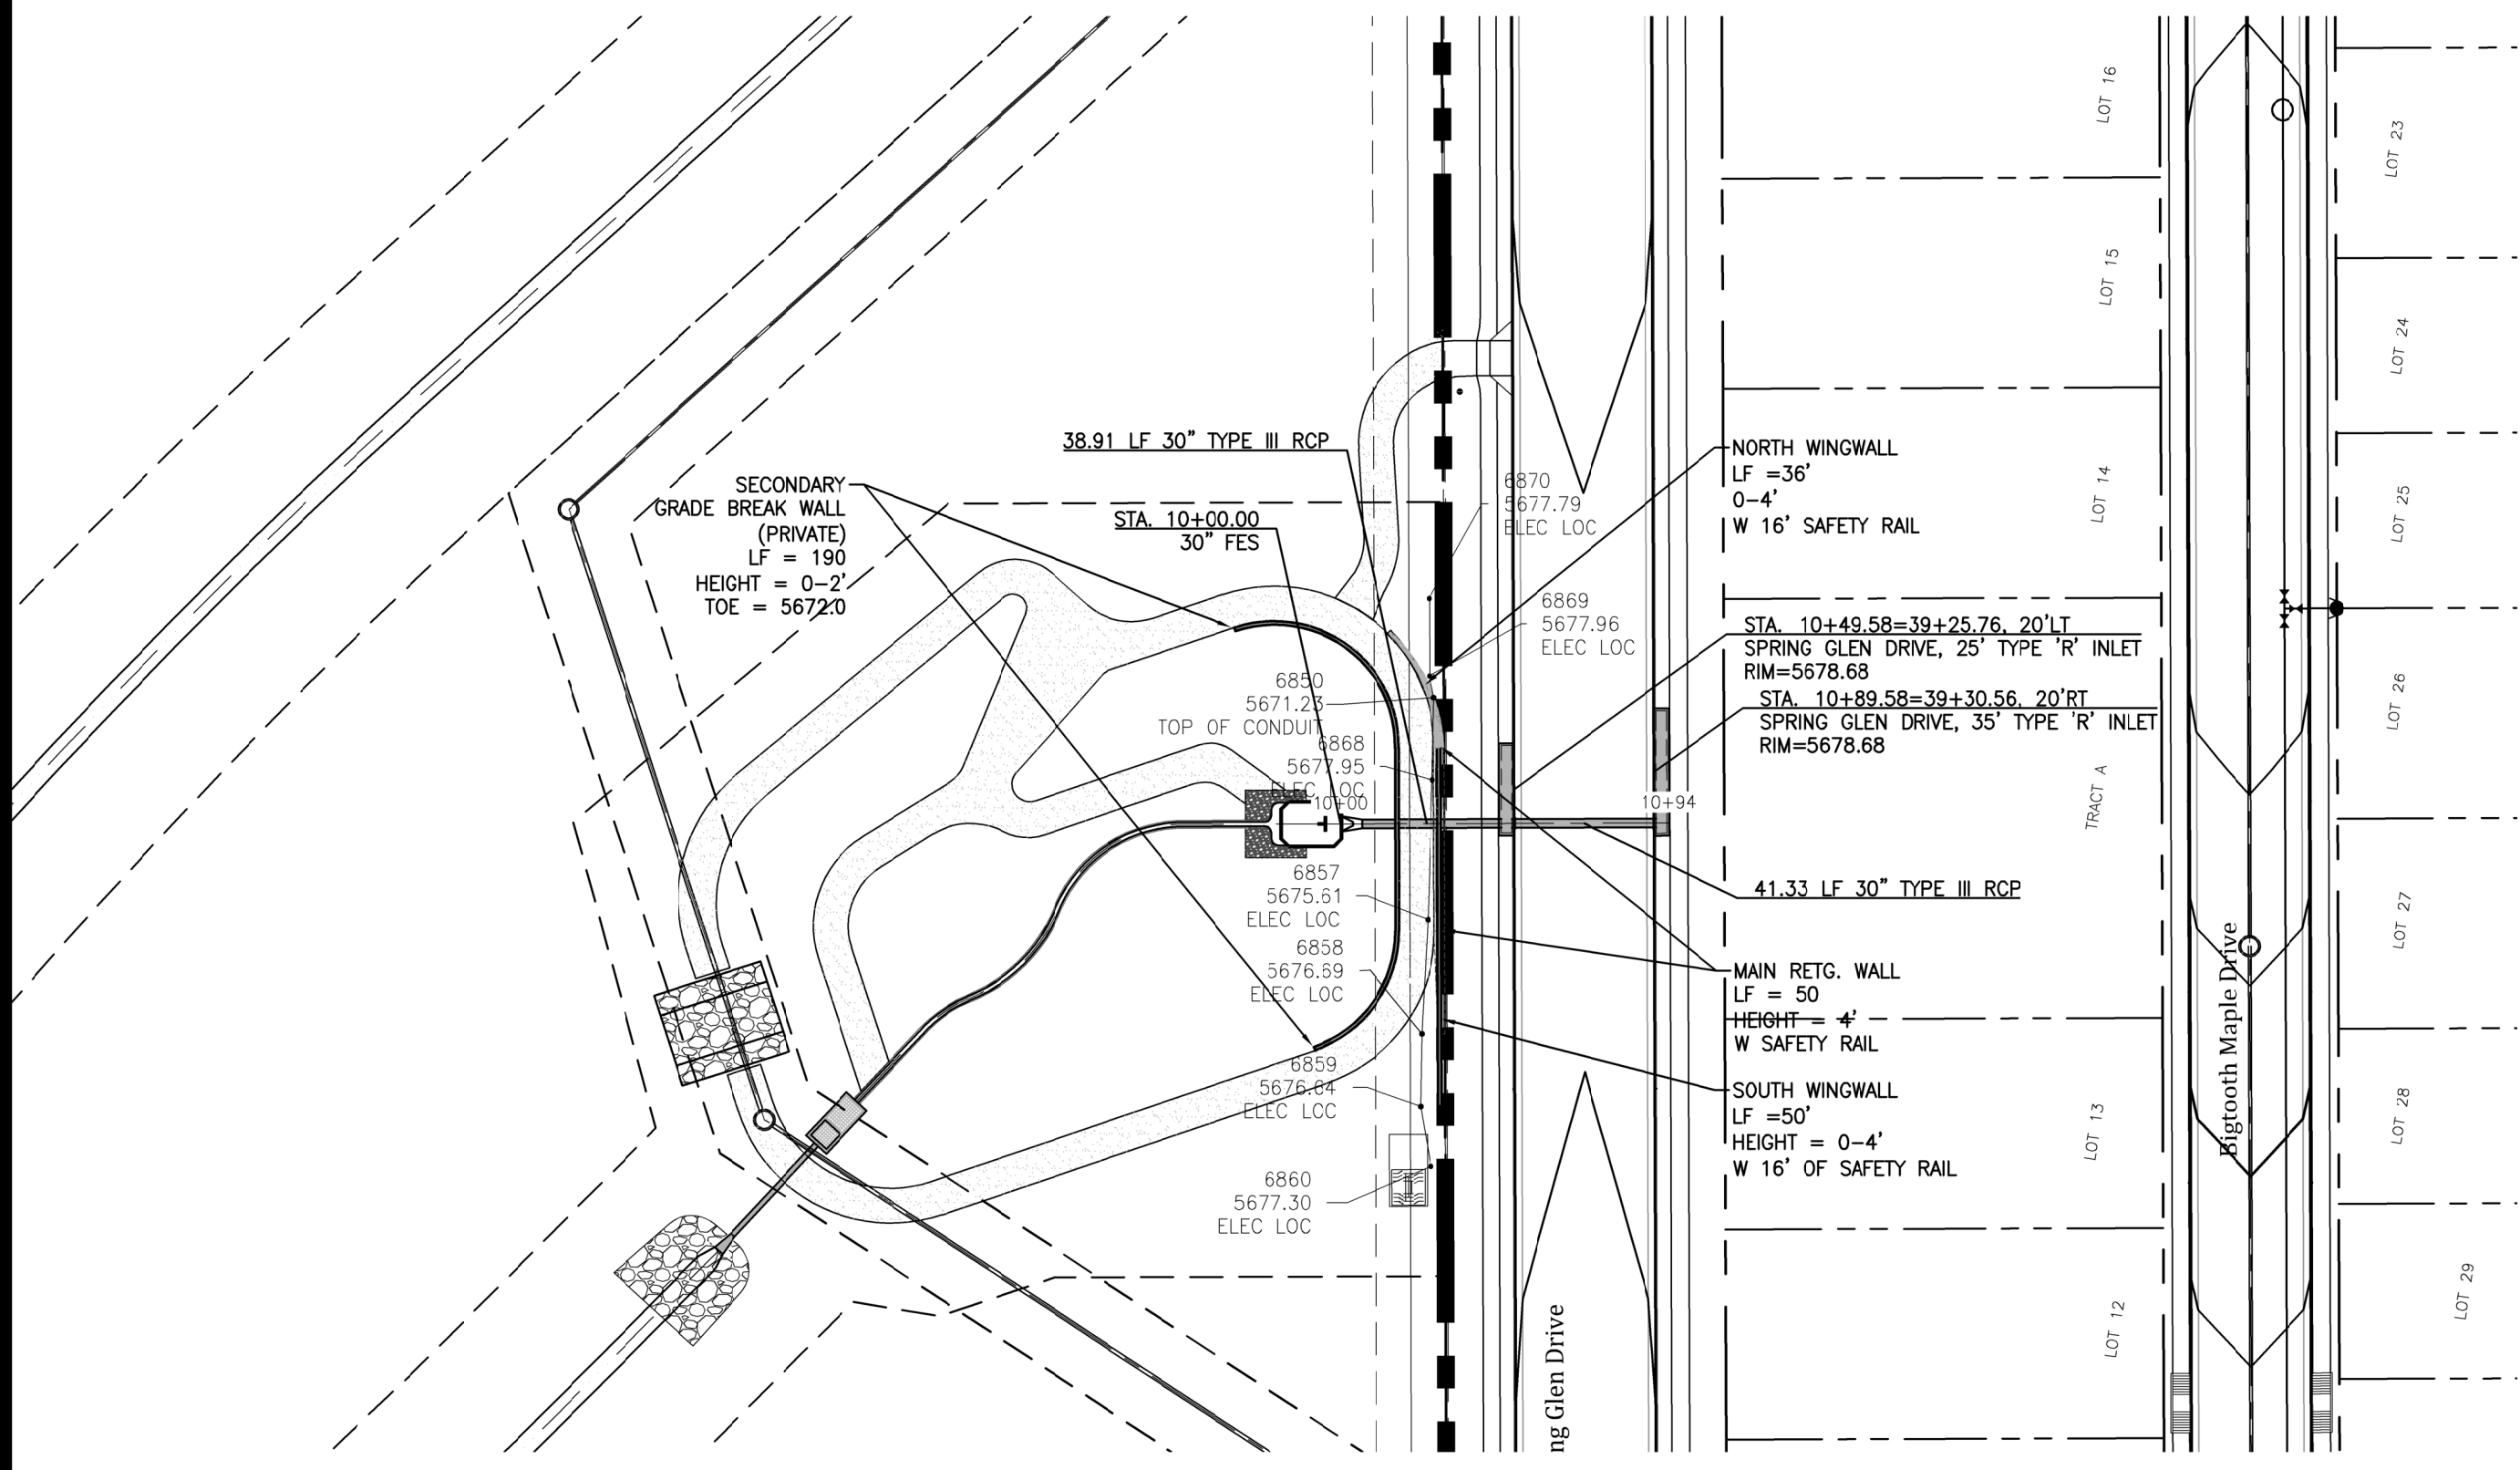 38.91 LF 30” TYPE III RCP
SECONDARY
GRADE BREAK WALL
(PRIVATE)
LF = 190
HEIGHT = 0–2’
TOE = 5672.0
STA. 10+00.00
30” FES
6870
5677.79
ELEC LOC
6869
5677.96
ELEC LOC
6850
5671.23
TOP OF CONDUIT
6868
5677.95
ELEC LOC
10+00
10+94
6857
5675.61
ELEC LOC
6858
5676.69
ELEC LOC
6859
5676.64
ELEC LOC
6860
5677.30
ELEC LOC
NORTH WINGWALL
LF =36’
0–4’
W 16’ SAFETY RAIL
STA. 10+49.58=39+25.76, 20’LT
SPRING GLEN DRIVE, 25’ TYPE ’R’ INLET
RIM=5678.68
STA. 10+89.58=39+30.56, 20’RT
SPRING GLEN DRIVE, 35’ TYPE ’R’ INLET
RIM=5678.68
41.33 LF 30” TYPE III RCP
MAIN RETG. WALL
LF = 50
HEIGHT = 4’
W SAFETY RAIL
SOUTH WINGWALL
LF =50’
HEIGHT = 0–4’
W 16’ OF SAFETY RAIL
ng Glen Drive
LOT 16
LOT 15
LOT 14
TRACT A
LOT 13
LOT 12
Bigtooth Maple Drive
LOT 23
LOT 24
LOT 25
LOT 26
LOT 27
LOT 28
LOT 29